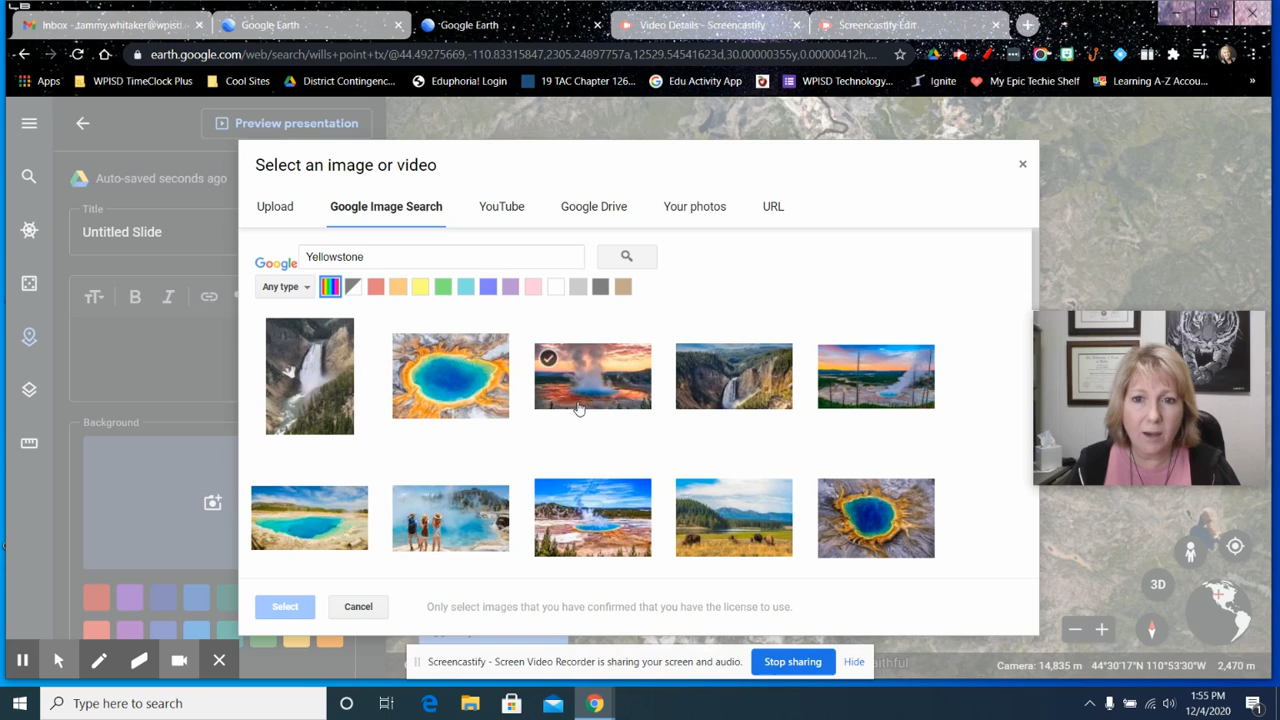 Inbox - tammy.whitaker@wpist
Google Earth
Google Earth
Video Details - Screencastify
Screencastify Edit
earth.google.com/web/search/wills+point+tx/@44.49275669,-110.83315847,2305.24897757a,12529.54541623d,30.00000355y,0.00000412h,...
Apps
WPISD TimeClock Plus
Cool Sites
District Contingenc...
Euphoria! Login
19 TAC Chapter 126...
Edu Activity App
WPISD Technology...
Ignite
My Epic Techie Shelf
Learning A-Z Accou...
»
Preview presentation
Auto-saved seconds ago
Title
Untitled Slide
Background
Select an image or video
Upload
Google Image Search
YouTube
Google Drive
Your photos
URL
Google
Yellowstone
Any type
Select
Cancel
Only select images that you have confirmed that you have the license to use.
3D
Screencastify - Screen Video Recorder is sharing your screen and audio.
Stop sharing
Hide
Camera: 14,835 m 44°30'17"N 110°53'30"W 2,470 m
Type here to search
1:55 PM
12/4/2020
1